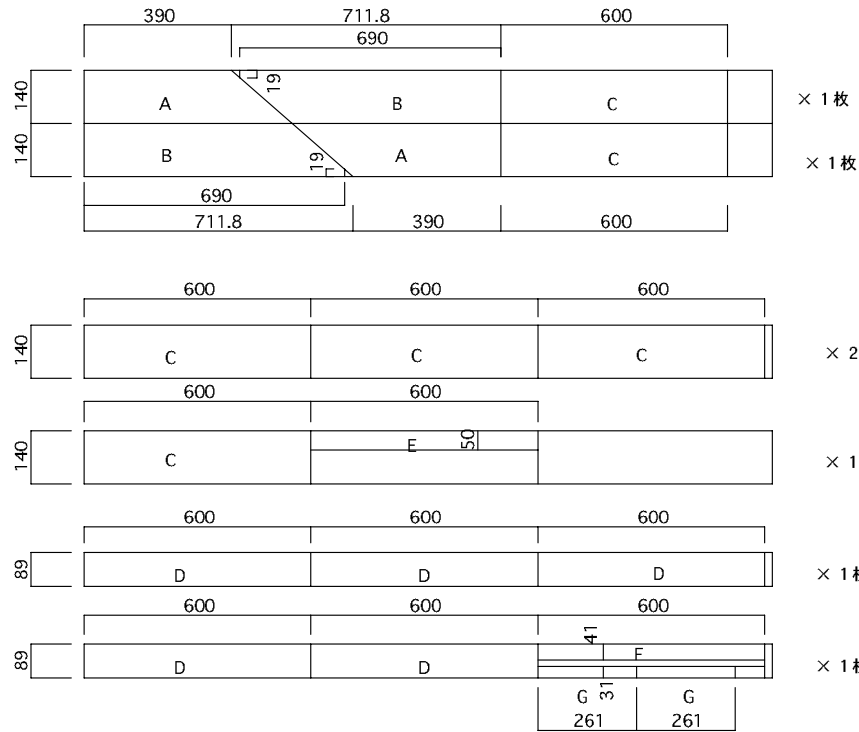 390 711.8 600
690
140 A 19 B C × 1枚
140 B 19 A C × 1枚
690
711.8 390 600
600 600 600
140 C C C × 2
600 600
140 C E 50 × 1
600 600 600
89 D D D × 1
600 600 600
41
89 D D F × 1
G 31 G
261 261